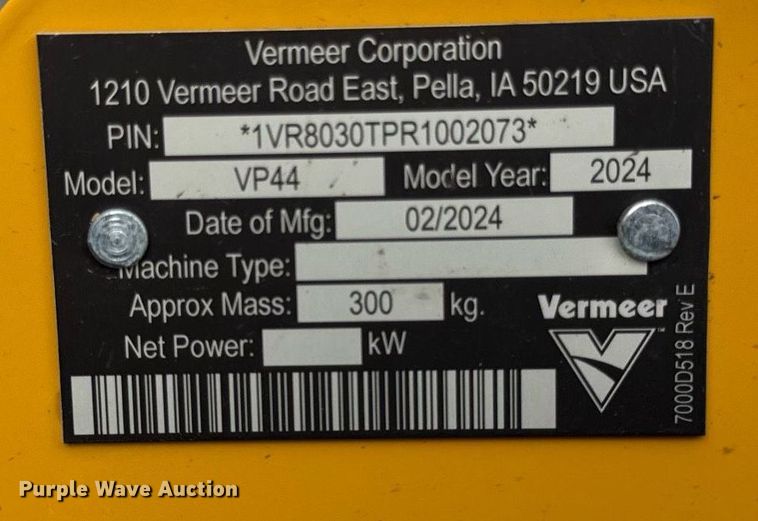 Vermeer Corporation
1210 Vermeer Road East, Pella, IA 50219 USA
PIN: *1VR8030TPR1002073*
Model: VP44 Model Year: 2024
Date of Mfg: 02/2024
Machine Type:
Approx Mass: 300 kg.
Net Power: kW
Vermeer
™
7000D518 Rev E
Purple Wave Auction